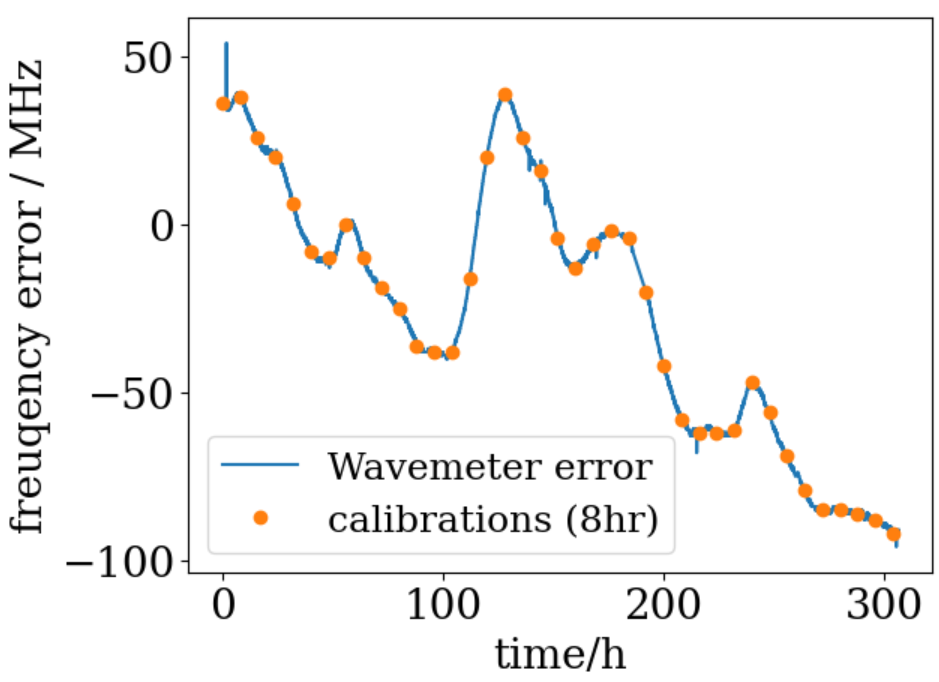 freuqency error / MHz
50
0
−50
−100
Wavemeter error
calibrations (8hr)
0 100 200 300
time/h